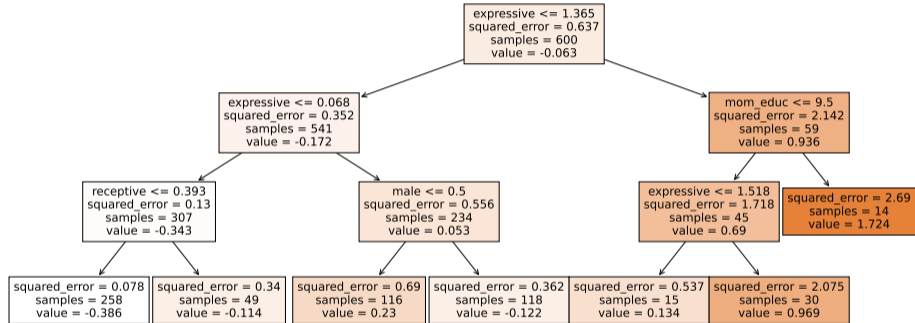 expressive <= 1.365
squared_error = 0.637
samples = 600
value = -0.063
expressive <= 0.068
squared_error = 0.352
samples = 541
value = -0.172
mom_educ <= 9.5
squared_error = 2.142
samples = 59
value = 0.936
receptive <= 0.393
squared_error = 0.13
samples = 307
value = -0.343
male <= 0.5
squared_error = 0.556
samples = 234
value = 0.053
expressive <= 1.518
squared_error = 1.718
samples = 45
value = 0.69
squared_error = 2.69
samples = 14
value = 1.724
squared_error = 0.078
samples = 258
value = -0.386
squared_error = 0.34
samples = 49
value = -0.114
squared_error = 0.69
samples = 116
value = 0.23
squared_error = 0.362
samples = 118
value = -0.122
squared_error = 0.537
samples = 15
value = 0.134
squared_error = 2.075
samples = 30
value = 0.969